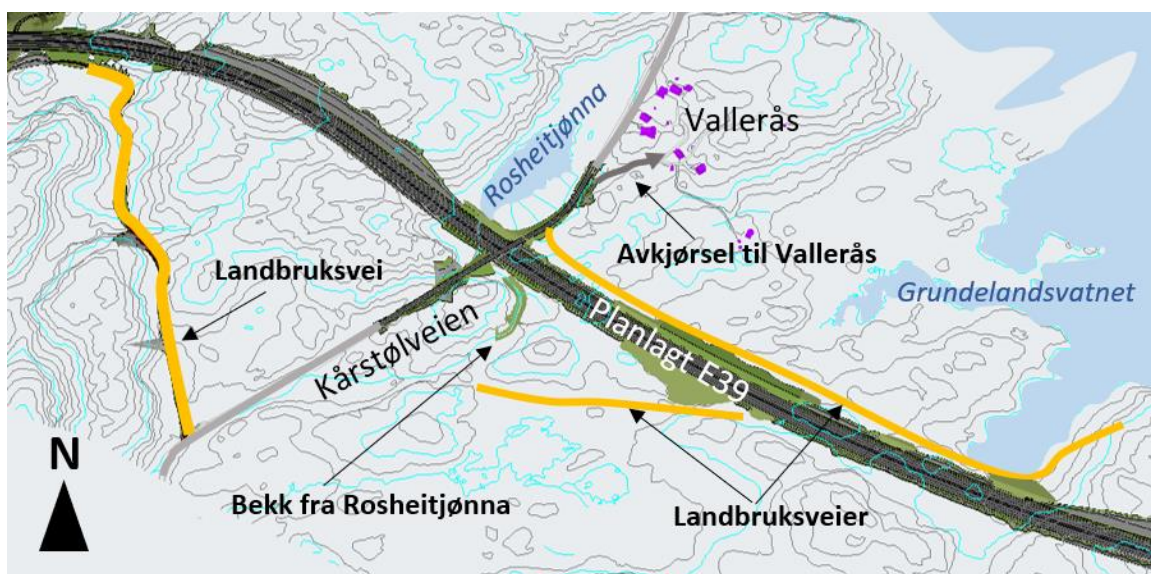 Rosheitjønna
Vallerås
Avkjørsel til Vallerås
Landbruksvei
Grundelandsvatnet
Planlagt E39
Kårstølveien
N
Bekk fra Rosheitjønna
Landbruksveier